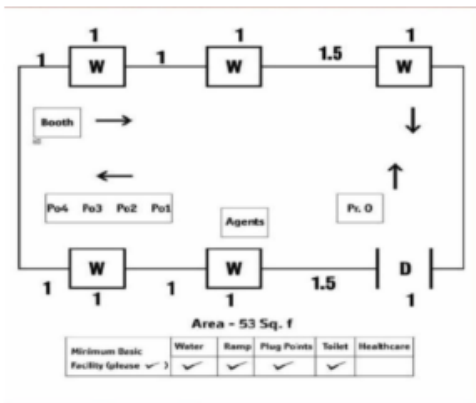 1 1 1
1 W 1 W 1.5 W
Booth
Po4 Po3 Po2 Po1
Agents
Pr. O
W W D
1 1 1 1 1.5 1
Area - 53 Sq. f
Minimum Basic Water Ramp Plug Points Toilet Healthcare
Facility (please ✓ ) ✓ ✓ ✓ ✓